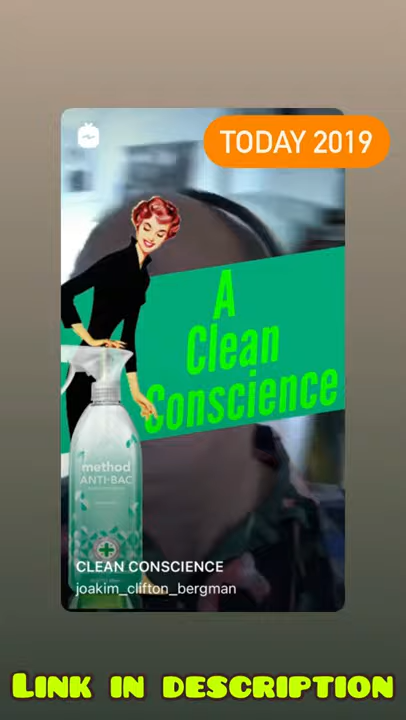 TODAY 2019
A
Clean
Conscience
method
ANTI-BAC
CLEAN CONSCIENCE
joakim_clifton_bergman
LINK IN DESCRIPTION